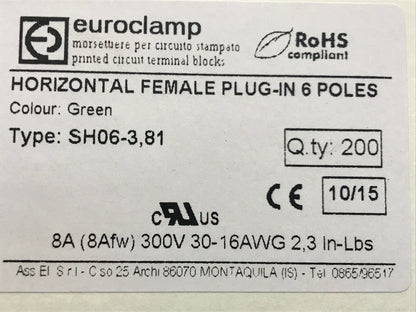 euroclamp
morsettiere per circuito stampato
printed circuit terminal blocks
RoHS
compliant
HORIZONTAL FEMALE PLUG-IN 6 POLES
Colour: Green
Type: SH06-3,81
Q.ty: 200
CE
10/15
c RU US
8A (8Afw) 300V 30-16AWG 2,3 In-Lbs
Ass El S.r.l - C.so 25 Archi 86070 MONTAQUILA (IS) - Tel. 0865/96517